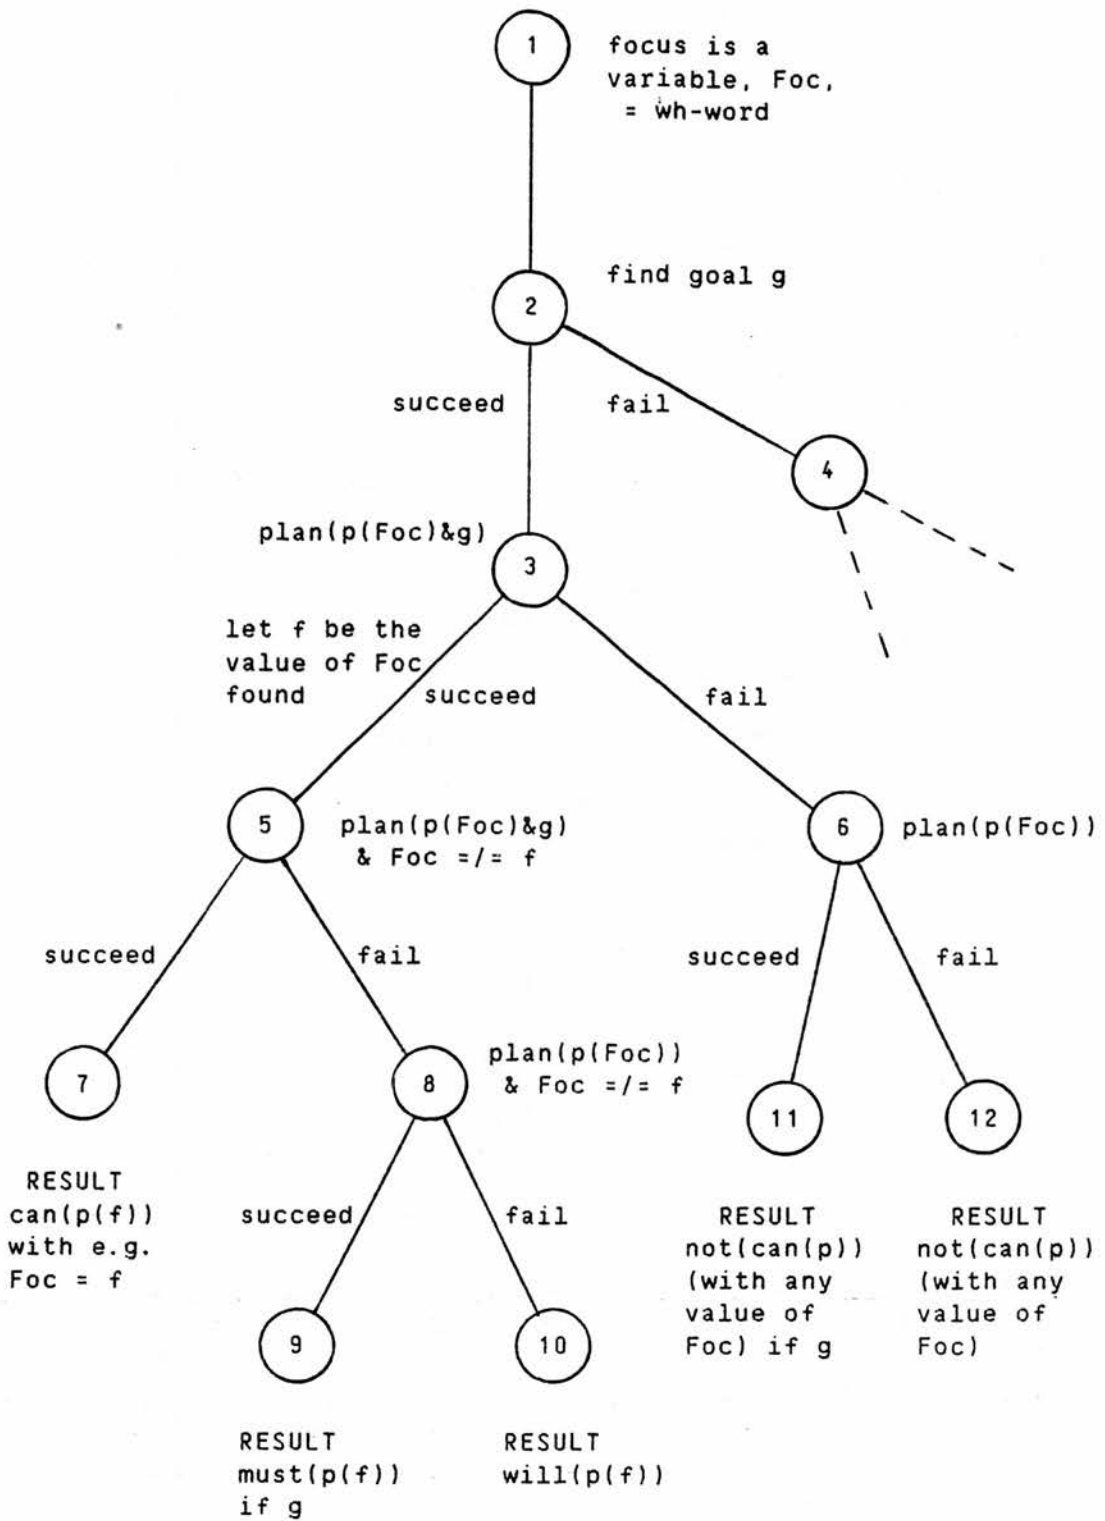 1
focus is a
variable, Foc,
= wh-word
2
find goal g
succeed
fail
4
plan(p(Foc)&g)
3
let f be the
value of Foc
found
succeed
fail
5
plan(p(Foc)&g)
& Foc =/= f
6
plan(p(Foc))
succeed
fail
succeed
fail
7
8
plan(p(Foc))
& Foc =/= f
11
12
RESULT
can(p(f))
with e.g.
Foc = f
succeed
fail
RESULT
not(can(p))
(with any
value of
Foc) if g
RESULT
not(can(p))
(with any
value of
Foc)
9
10
RESULT
must(p(f))
if g
RESULT
will(p(f))